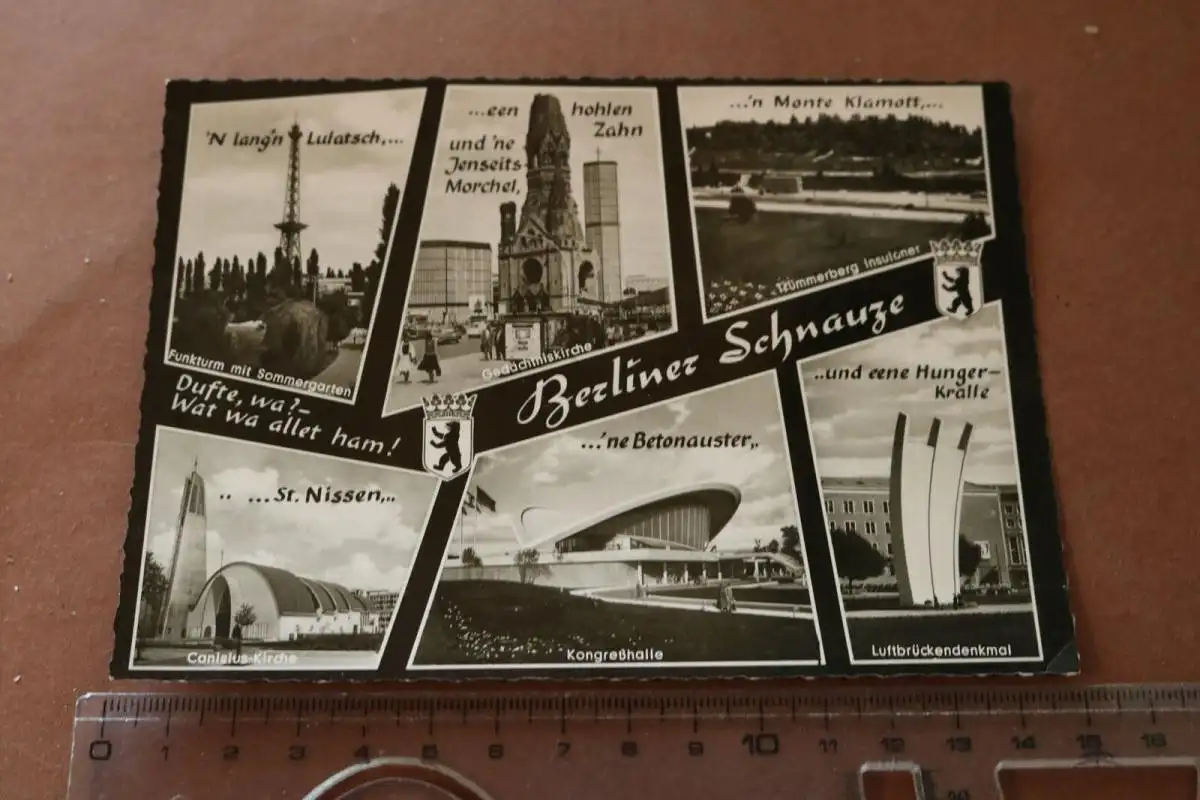 'N lang'n Lulatsch,...
Funkturm mit Sommergarten
...een hohlen
Zahn
und 'ne
Jenseits-
Morchel,
Gedächtniskirche
...'n Monte Klamott,...
Trümmerberg Insulaner
Berliner Schnauze
Dufte, wa?-
Wat wa allet ham!
.. ...St. Nissen,..
Canisius-Kirche
...'ne Betonauster,.
Kongreßhalle
..und eene Hunger-
Kralle
Luftbrückendenkmal
0 1 2 3 4 5 6 7 8 9 10 11 12 13 14 15 16